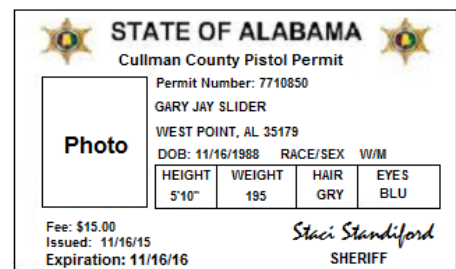 STATE OF ALABAMA
Cullman County Pistol Permit
Permit Number: 7710850
GARY JAY SLIDER
WEST POINT, AL 35179
Photo
DOB: 11/16/1988 RACE/SEX W/M
HEIGHT WEIGHT HAIR EYES
5'10" 195 GRY BLU
Fee: $15.00
Issued: 11/16/15
Expiration: 11/16/16
Staci Standiford
SHERIFF